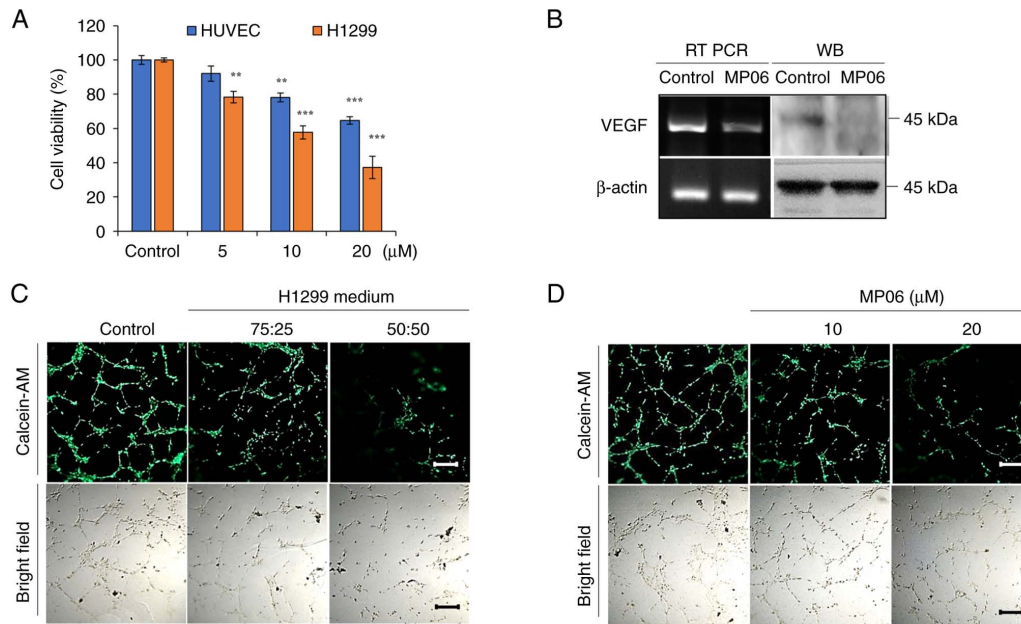 A
120
100
80
60
40
20
0
Cell viability (%)
HUVEC
H1299
**
**
***
***
***
Control 5 10 20 (μM)
B
RT PCR WB
Control MP06 Control MP06
VEGF
45 kDa
β-actin
45 kDa
C
H1299 medium
Control 75:25 50:50
Calcein-AM
Bright field
D
MP06 (μM)
10 20
Calcein-AM
Bright field